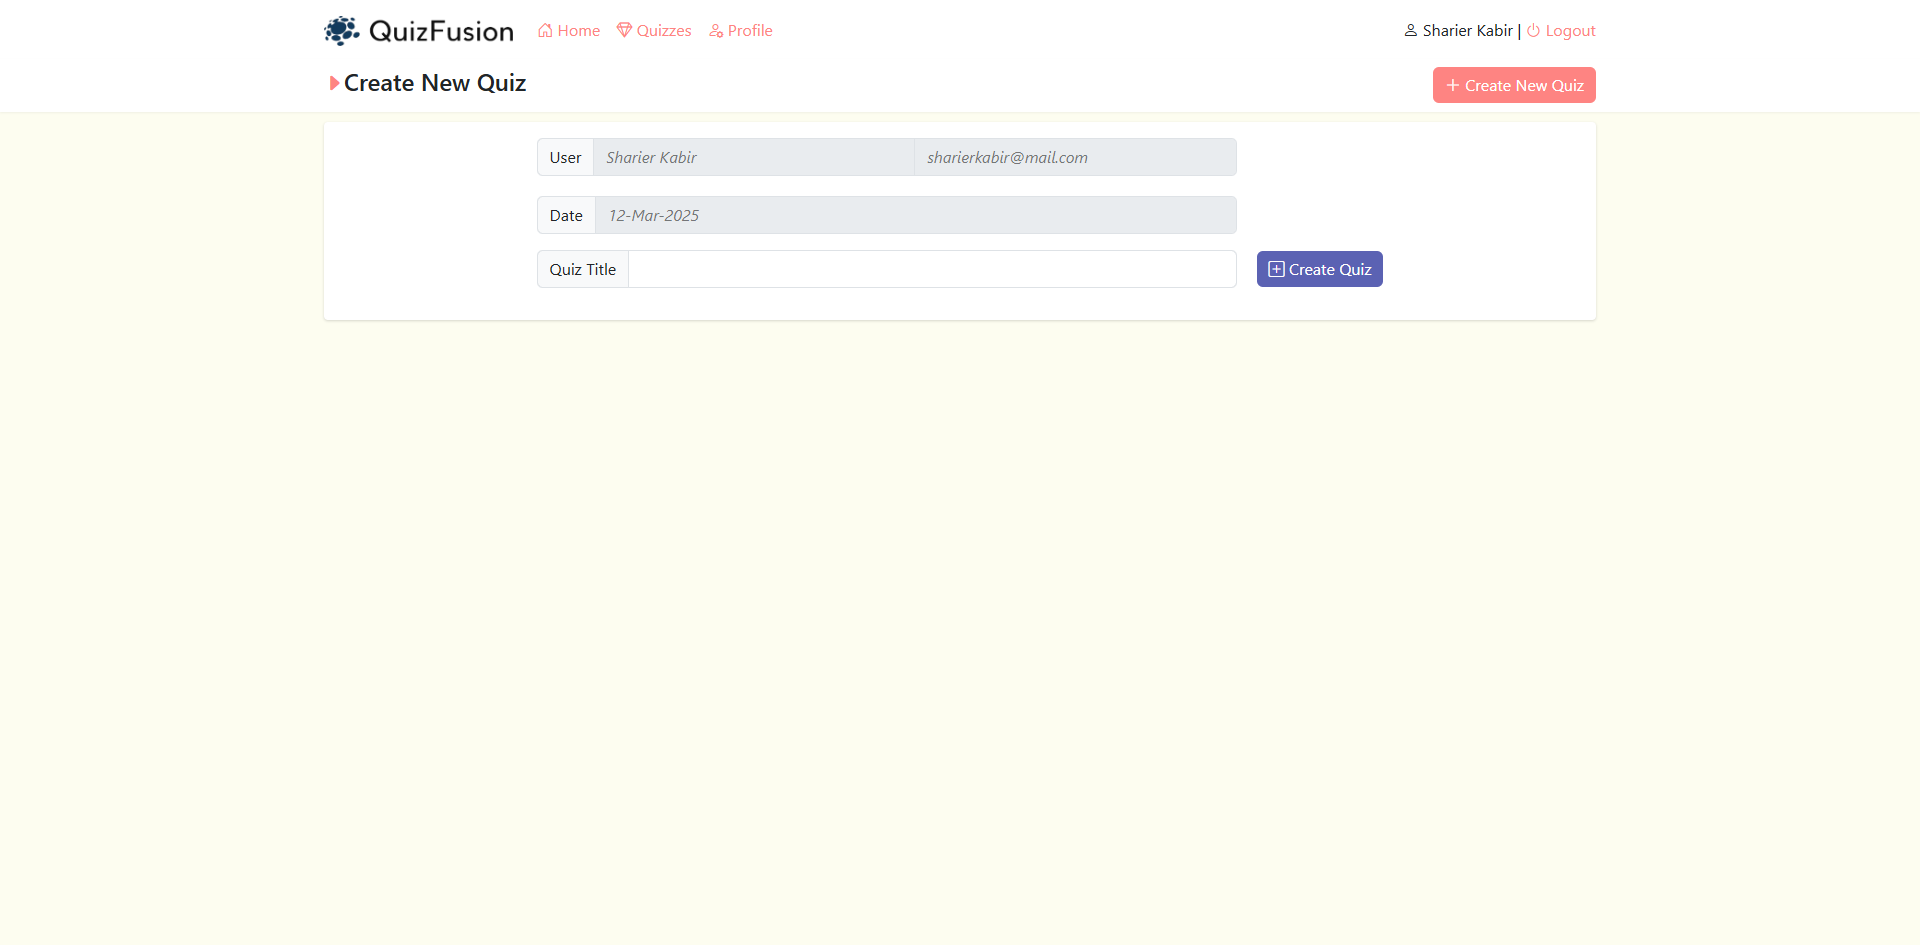 QuizFusion Home Quizzes Profile Sharier Kabir | Logout
Create New Quiz Create New Quiz
User Sharier Kabir sharierkabir@mail.com
Date 12-Mar-2025
Quiz Title Create Quiz